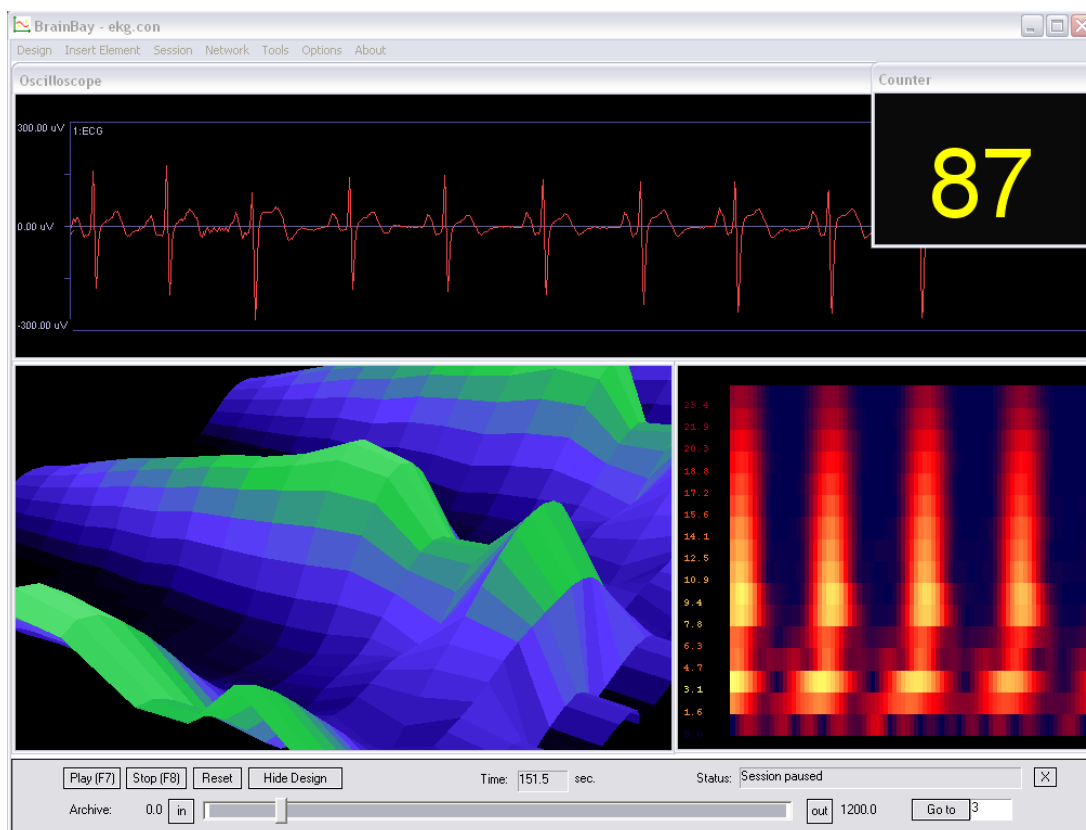 BrainBay - ekg.con
Design Insert Element Session Network Tools Options About
Oscilloscope
Counter
300.00 uV
1:ECG
0.00 uV
-300.00 uV
87
23.4
21.9
20.3
18.8
17.2
15.6
14.1
12.5
10.9
9.4
7.8
6.3
4.7
3.1
1.6
0.0
Play (F7) Stop (F8) Reset Hide Design Time: 151.5 sec. Status: Session paused X
Archive: 0.0 in out 1200.0 Go to 3